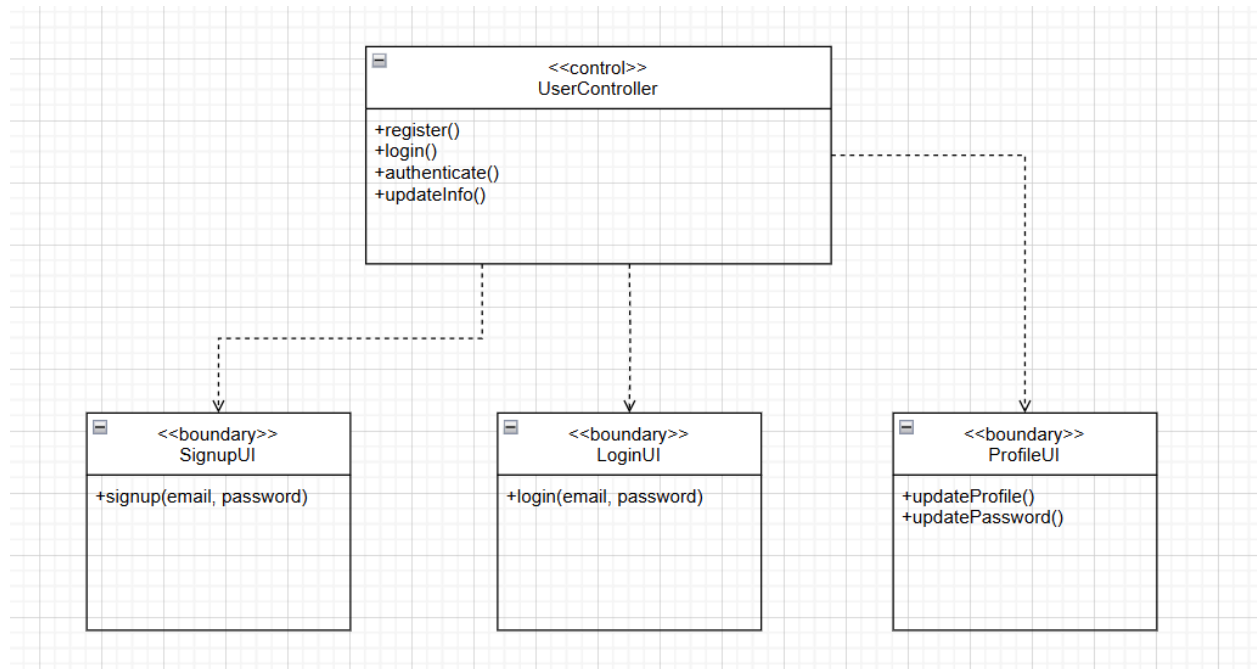 <<control>>
UserController
+register()
+login()
+authenticate()
+updateInfo()
<<boundary>>
SignupUI
+signup(email, password)
<<boundary>>
LoginUI
+login(email, password)
<<boundary>>
ProfileUI
+updateProfile()
+updatePassword()